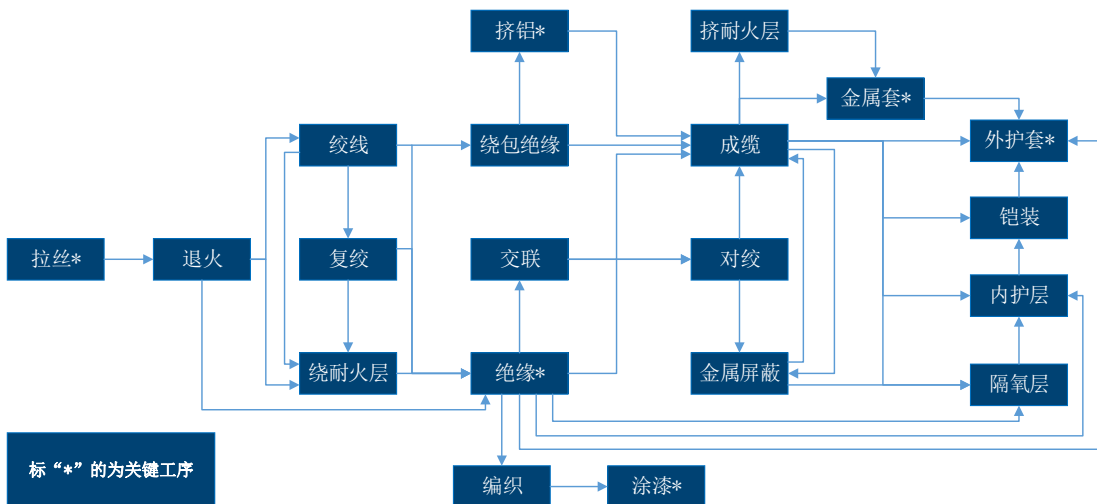 挤铝*
挤耐火层
金属套*
绞线
绕包绝缘
成缆
外护套*
铠装
拉丝*
退火
复绞
交联
对绞
内护层
绕耐火层
绝缘*
金属屏蔽
隔氧层
标“*”的为关键工序
编织
涂漆*